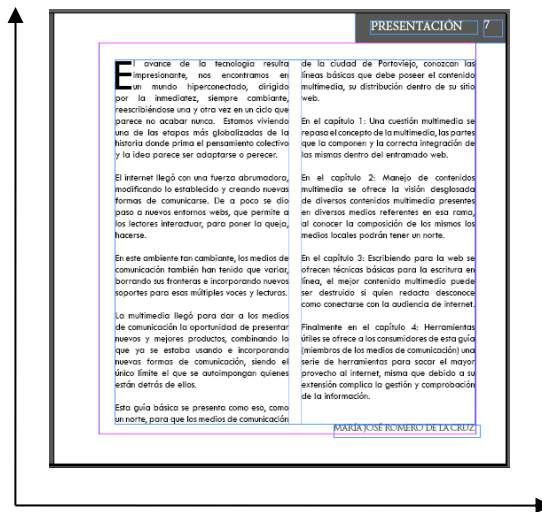 PRESENTACIÓN 7
El avance de la tecnología resulta
impresionante, nos encontramos en
un mundo hiperconectado, dirigido
por la inmediatez, siempre cambiante,
reescribiéndose una y otra vez en un ciclo que
parece no acabar nunca. Estamos viviendo
una de las etapas más globalizadas de la
historia donde prima el pensamiento colectivo
y la idea parece ser adaptarse o perecer.
El internet llegó con una fuerza abrumadora,
modificando lo establecido y creando nuevas
formas de comunicarse. De a poco se dio
paso a nuevos entornos webs, que permite a
los lectores interactuar, para poner la queja,
hacerse.
En este ambiente tan cambiante, los medios de
comunicación también han tenido que variar,
borrando sus fronteras e incorporando nuevos
soportes para esas múltiples voces y lecturas.
La multimedia llegó para dar a los medios
de comunicación la oportunidad de presentar
nuevos y mejores productos, combinando lo
que ya se estaba usando e incorporando
nuevas formas de comunicación, siendo el
único límite el que se autoimpongan quienes
están detrás de ellos.
Esta guía básica se presenta como eso, como
un norte, para que los medios de comunicación
de la ciudad de Portoviejo, conozcan las
líneas básicas que debe poseer el contenido
multimedia, su distribución dentro de su sitio
web.
En el capítulo 1: Una cuestión multimedia se
repasa el concepto de la multimedia, las partes
que la componen y la correcta integración de
las mismas dentro del entramado web.
En el capítulo 2: Manejo de contenidos
multimedia se ofrece la visión desglosada
de diversos contenidos multimedia presentes
en diversos medios referentes en esa rama,
al conocer la composición de los mismos los
medios locales podrán tener un norte.
En el capítulo 3: Escribiendo para la web se
ofrecen técnicas básicas para la escritura en
línea, el mejor contenido multimedia puede
ser destruido si quien redacta desconoce
como conectarse con la audiencia de internet.
Finalmente en el capítulo 4: Herramientas
útiles se ofrece a los consumidores de esta guía
(miembros de los medios de comunicación) una
serie de herramientas para sacar el mayor
provecho al internet, misma que debido a su
extensión complica la gestión y comprobación
de la información.
MARÍA JOSÉ ROMERO DE LA CRUZ